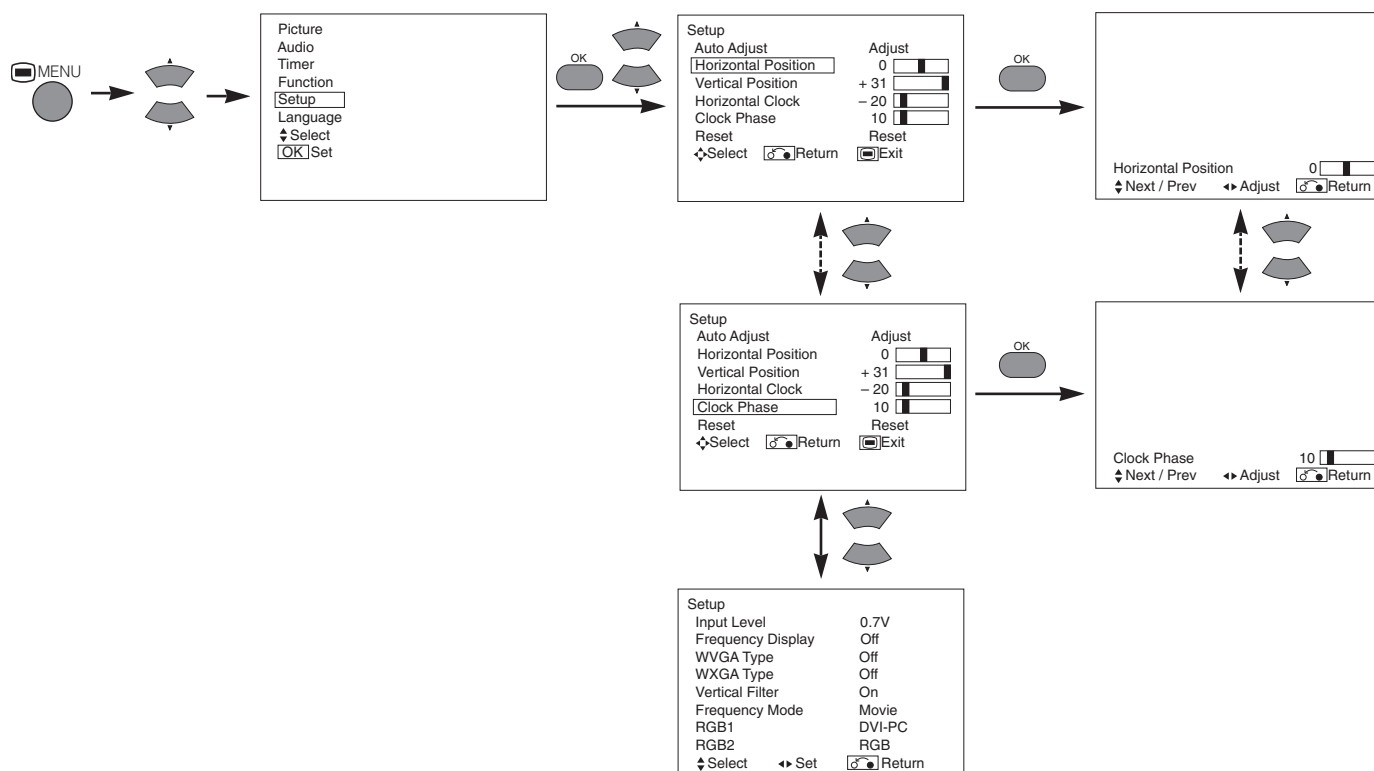 MENU
Picture
Audio
Timer
Function
Setup
Language
Select
OK Set
OK
Setup
Auto Adjust Adjust
Horizontal Position 0
Vertical Position + 31
Horizontal Clock – 20
Clock Phase 10
Reset Reset
Select Return Exit
OK
Horizontal Position 0
Next / Prev Adjust Return
Setup
Auto Adjust Adjust
Horizontal Position 0
Vertical Position + 31
Horizontal Clock – 20
Clock Phase 10
Reset Reset
Select Return Exit
OK
Clock Phase 10
Next / Prev Adjust Return
Setup
Input Level 0.7V
Frequency Display Off
WVGA Type Off
WXGA Type Off
Vertical Filter On
Frequency Mode Movie
RGB1 DVI-PC
RGB2 RGB
Select Set Return